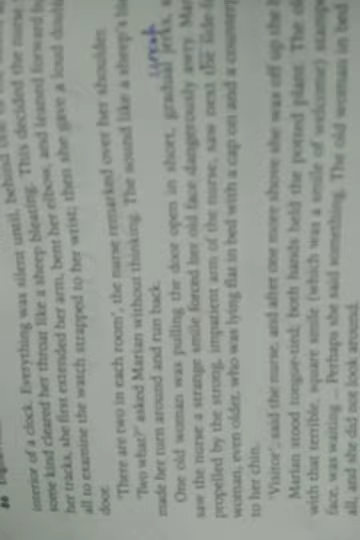 86
interior of a clock. Everything was silent until, behind
some kind cleared her throat like a sheep bleating. This decided the nurse.
her tracks, she first extended her arm, bent her elbow, and leaned forward
all to examine the watch strapped to her wrist; then she gave a loud
door.
'There are two in each room', the nurse remarked over her shoulder.
'Two what?' asked Marian without thinking. The sound like a sheep's
made her turn around and run back.
One old woman was pulling the door open in short, gradual jerks,
saw the nurse a strange smile forced her old face dangerously awry.
propelled by the strong, impatient arm of the nurse, saw next the
woman, even older, who was lying flat in bed with a cap on and a
to her chin.
'Visitor', said the nurse, and after one more shove she was off up the
Marian stood tongue-tied; both hands held the potted plant. The
with that terrible, square smile (which was a smile of welcome)
face, was waiting ... Perhaps she said something. The old woman in bed
all, and she did not look around.